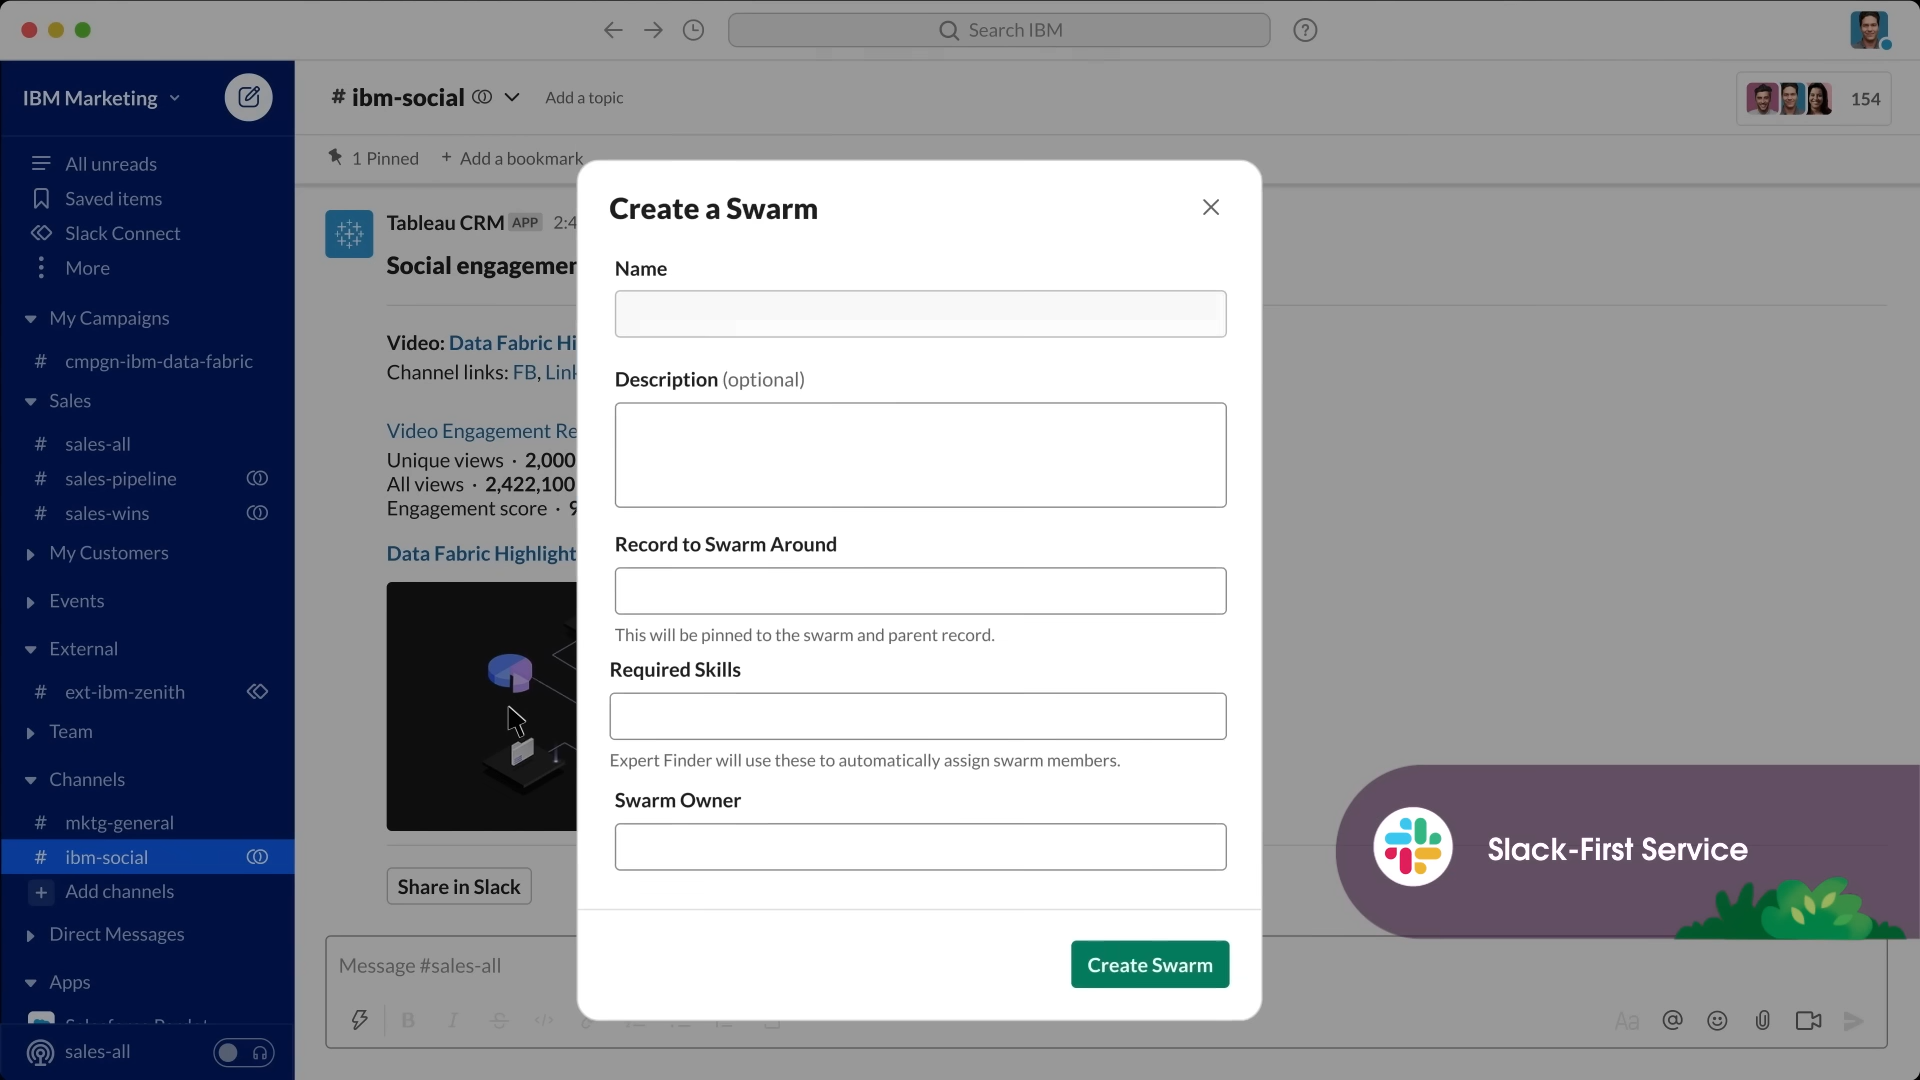 Search IBM
IBM Marketing
# ibm-social
Add a topic
154
1 Pinned
+ Add a bookmark
All unreads
Saved items
Slack Connect
More
My Campaigns
# cmpgn-ibm-data-fabric
Sales
# sales-all
# sales-pipeline
# sales-wins
My Customers
Events
External
# ext-ibm-zenith
Team
Channels
# mktg-general
# ibm-social
+ Add channels
Direct Messages
Apps
sales-all
Tableau CRM APP 2:4
Social
Video: Data Fabric
Channel links: FB,
Video Engagement
Unique views · 2,000
All views · 2,422,100
Engagement score ·
Data Fabric Highlight
Share in Slack
Message #sales-all
Create a Swarm
Name
Description (optional)
Record to Swarm Around
This will be pinned to the swarm and parent record.
Required Skills
Expert Finder will use these to automatically assign swarm members.
Swarm Owner
Create Swarm
Slack-First Service
B I S </>
Aa @